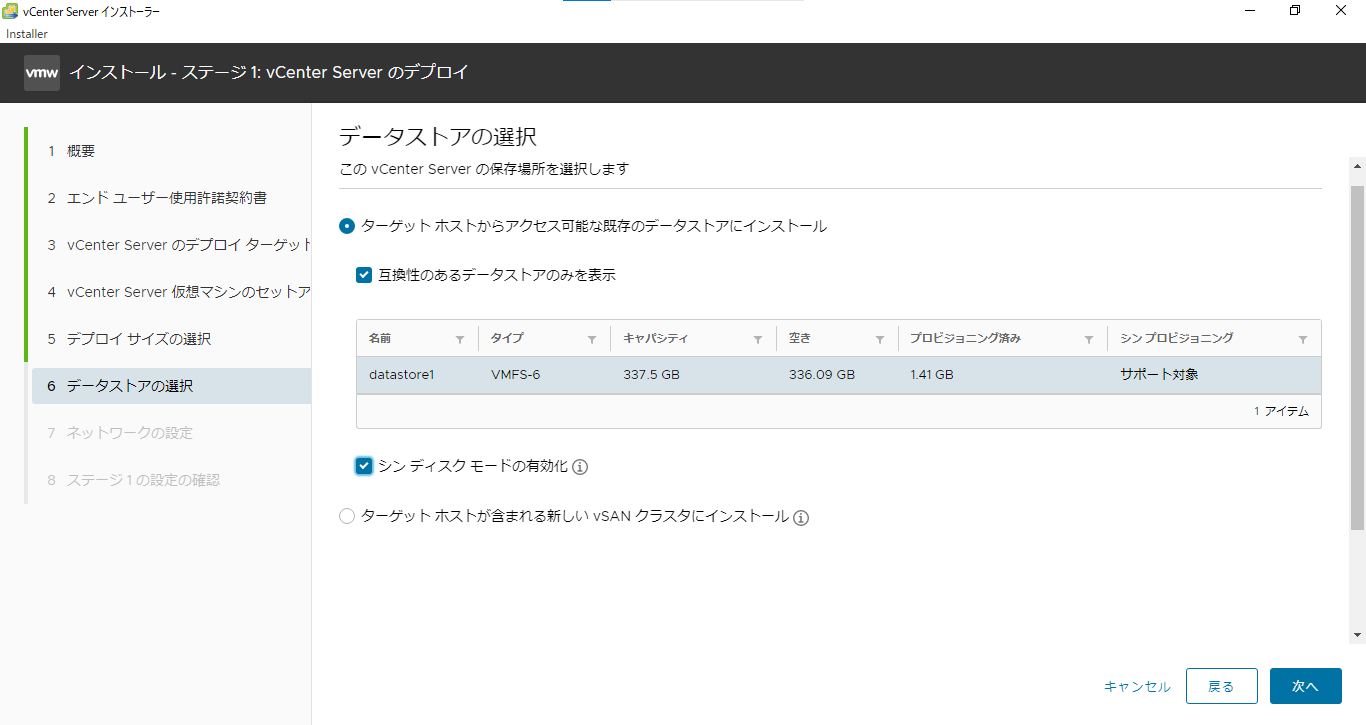 vCenter Server インストーラー
Installer
vmw インストール - ステージ 1: vCenter Server のデプロイ
1 概要
2 エンド ユーザー使用許諾契約書
3 vCenter Server のデプロイ ターゲット
4 vCenter Server 仮想マシンのセットア
5 デプロイ サイズの選択
6 データストアの選択
7 ネットワークの設定
8 ステージ 1 の設定の確認
データストアの選択
この vCenter Server の保存場所を選択します
ターゲット ホストからアクセス可能な既存のデータストアにインストール
互換性のあるデータストアのみを表示
名前 タイプ キャパシティ 空き プロビジョニング済み シン プロビジョニング
datastore1 VMFS-6 337.5 GB 336.09 GB 1.41 GB サポート対象
1 アイテム
シン ディスク モードの有効化
ターゲット ホストが含まれる新しい vSAN クラスタにインストール
キャンセル 戻る 次へ